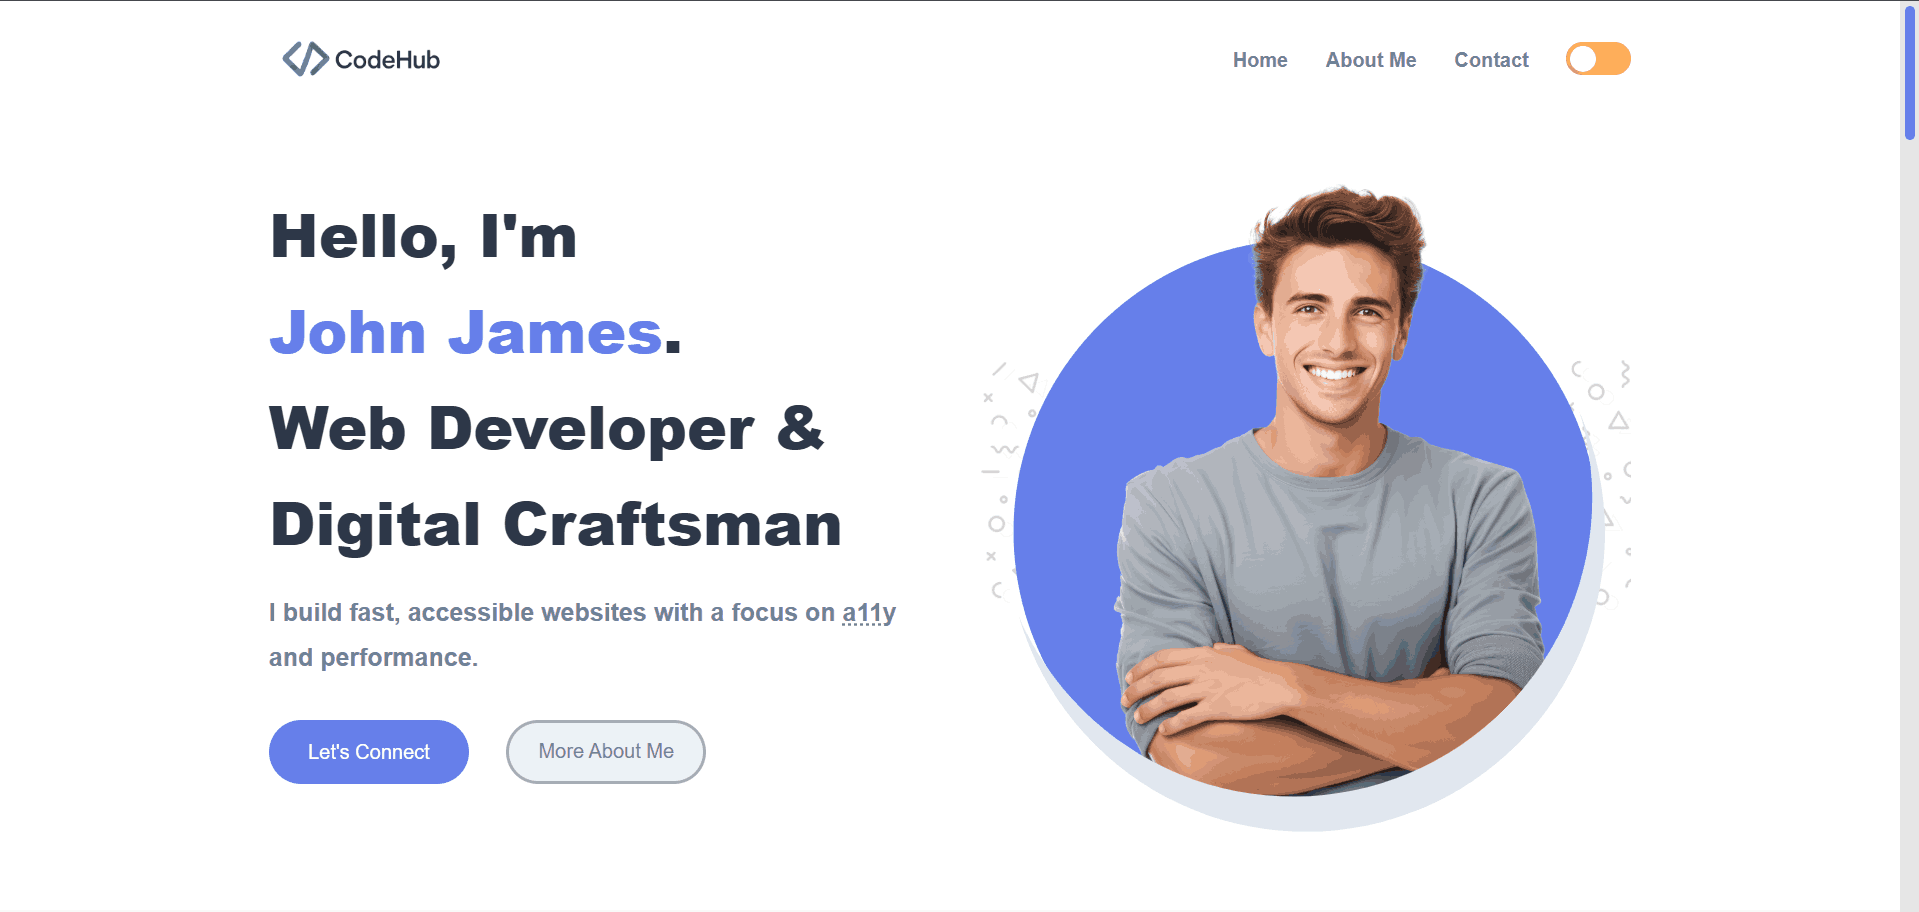 CodeHub
Home
About Me
Contact
Hello, I'm
John James.
Web Developer &
Digital Craftsman
I build fast, accessible websites with a focus on a11y
and performance.
Let's Connect
More About Me